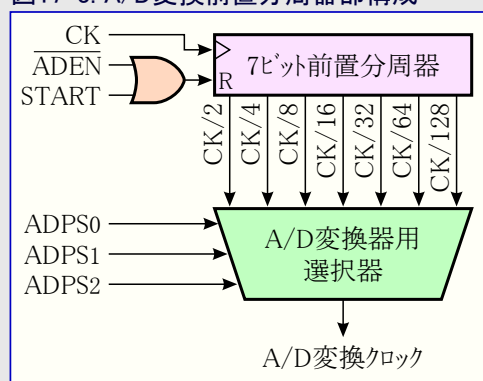 CK
ADEN
START
R
7ビット前置分周器
CK/2
CK/4
CK/8
CK/16
CK/32
CK/64
CK/128
ADPS0
ADPS1
ADPS2
A/D変換器用
選択器
A/D変換クロック